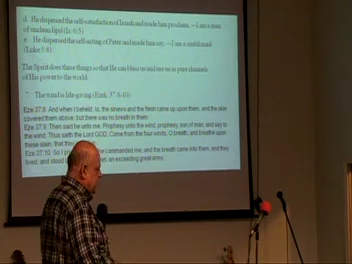 d. He dispersed the self-satisfaction of Isaiah and made him proclaim, – I am a man
of unclean lips! (Is. 6:5)
e. He dispersed the self-outing of Peter and made him say, – I am a sinful man!
(Luke 5:8)
The Spirit does these things so that He can bless us and use us as pure channels
of His power to the world.
7. The wind is life-giving (Ezek. 37:8-10)
Eze 37:8 And when I beheld, lo, the sinews and the flesh came up upon them, and the skin
covered them above: but there was no breath in them.
Eze 37:9 Then said he unto me, Prophesy unto the wind, prophesy, son of man, and say to
the wind, Thus saith the Lord GOD; Come from the four winds, O breath, and breathe upon
these slain, that they
Eze 37:10 So I commanded me, and the breath came into them, and they
lived, and stood an exceeding great army.